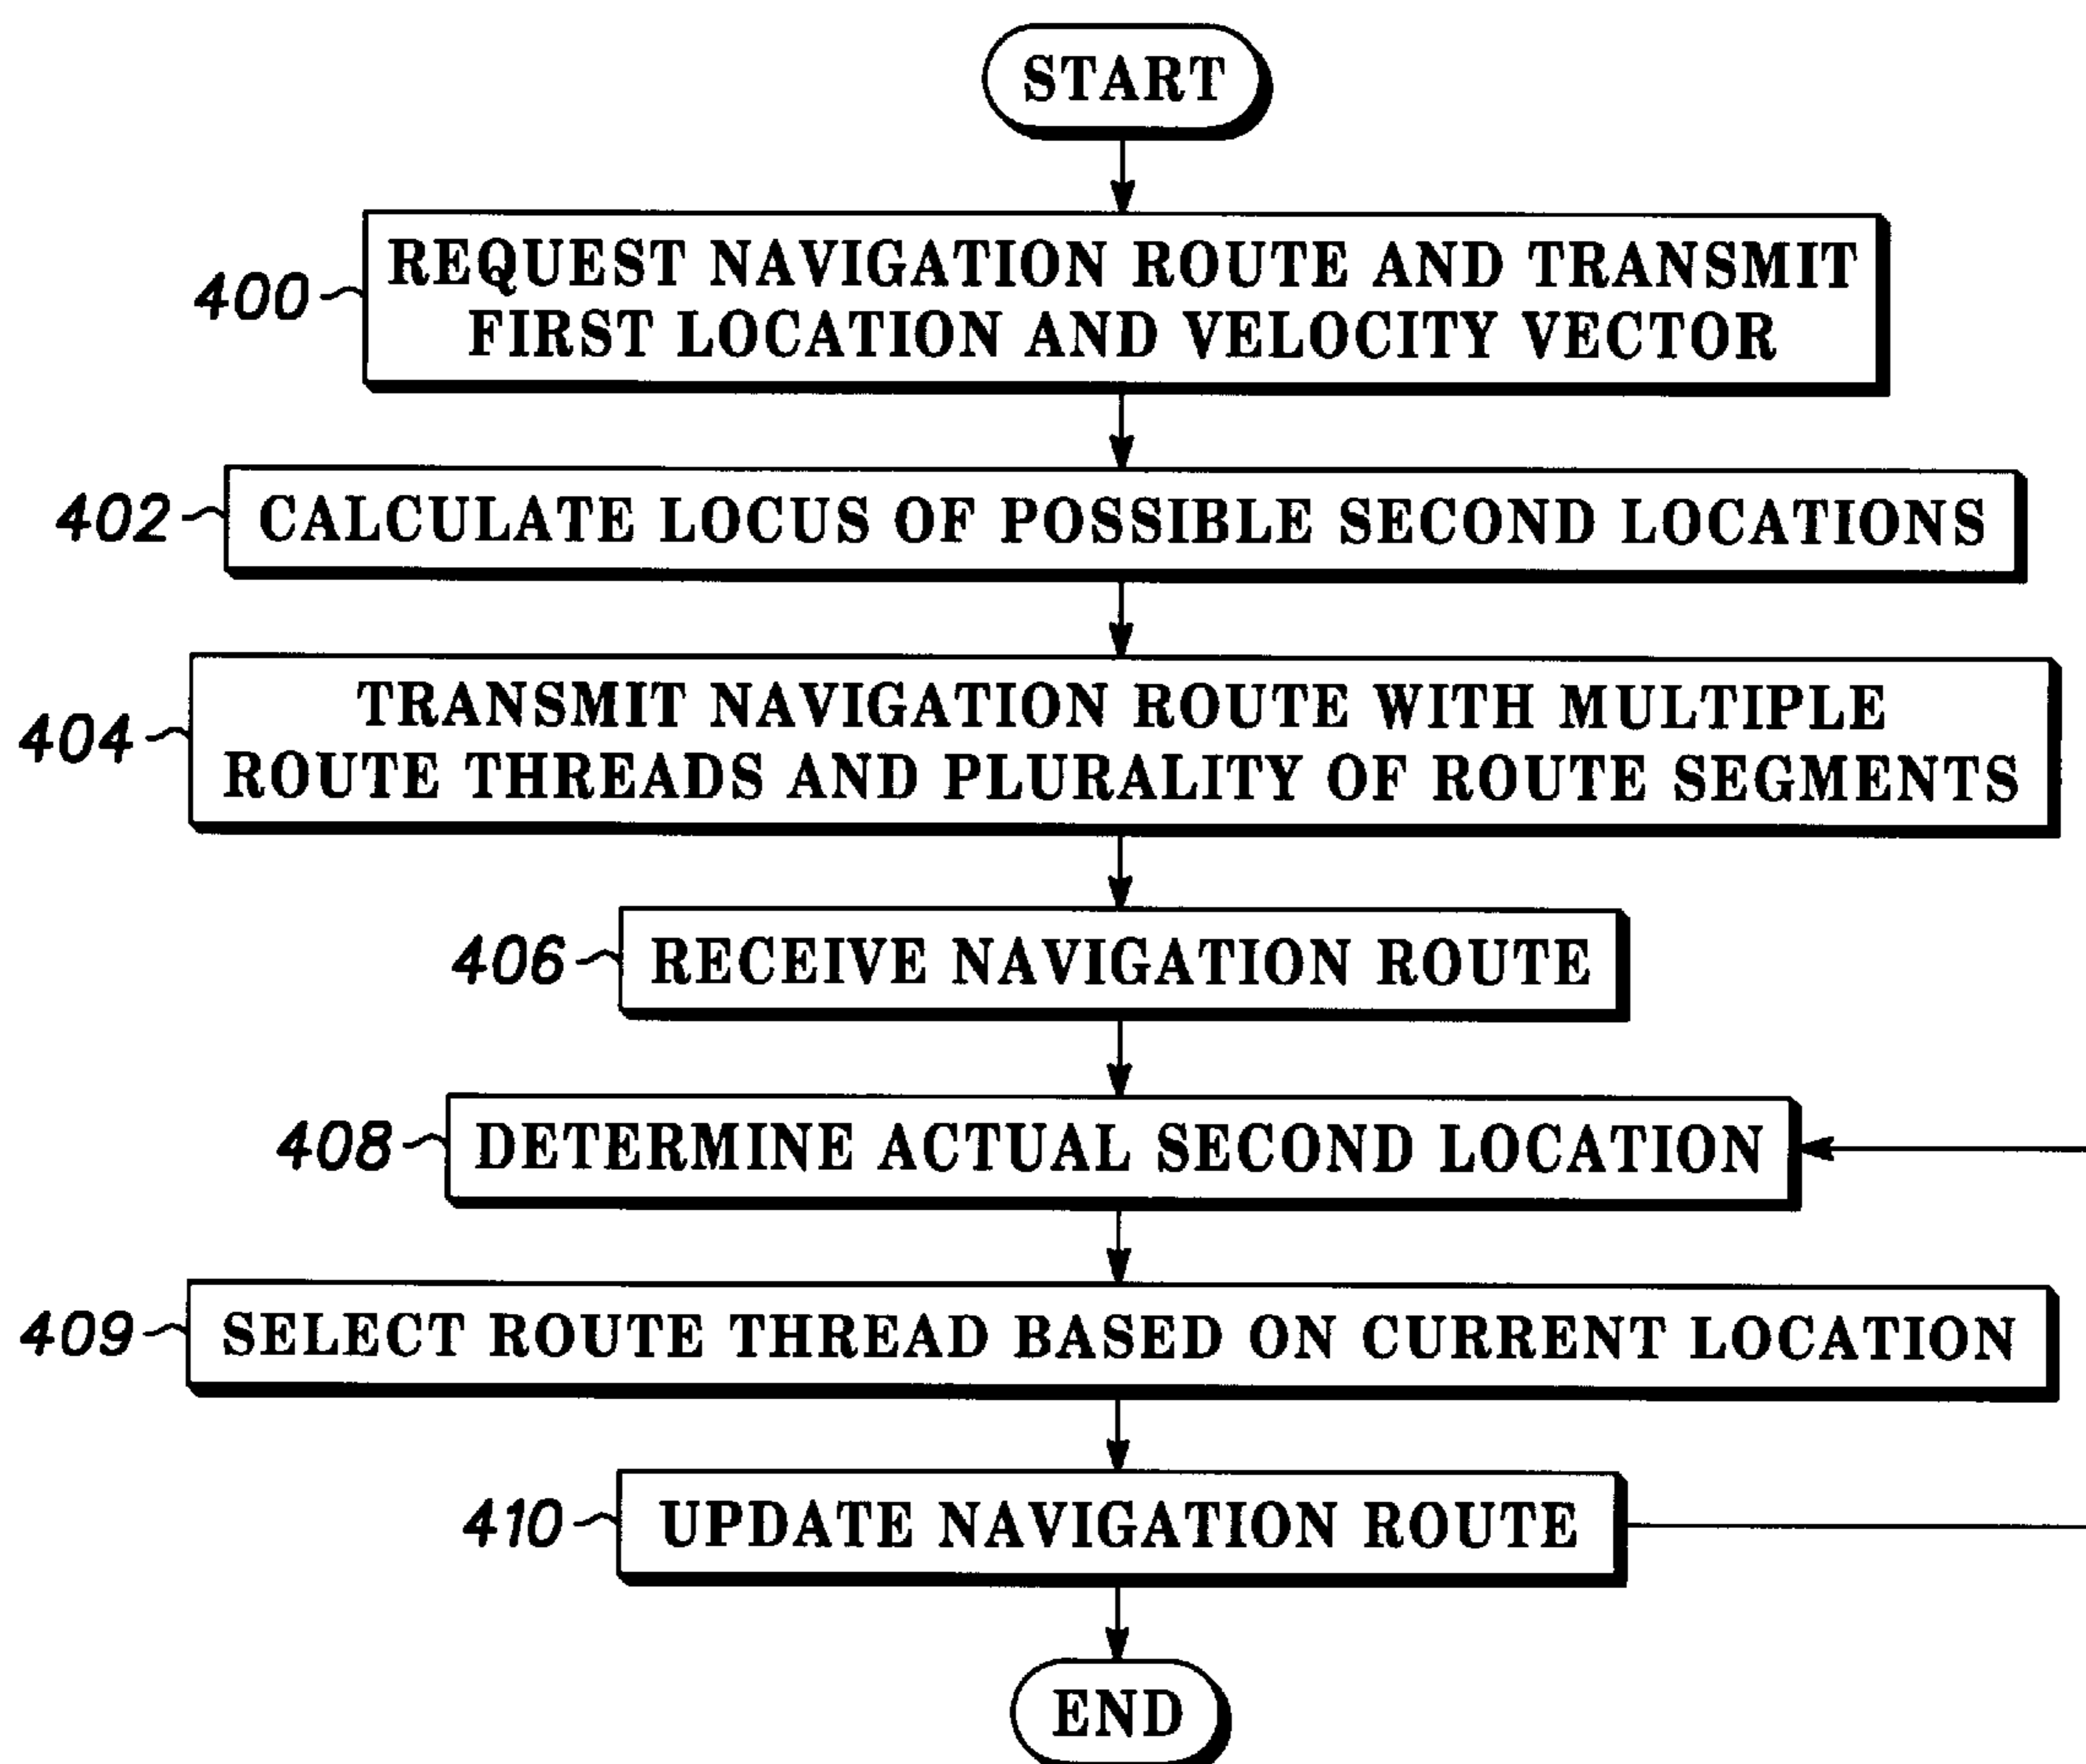 START
400
REQUEST NAVIGATION ROUTE AND TRANSMIT
FIRST LOCATION AND VELOCITY VECTOR
402
CALCULATE LOCUS OF POSSIBLE SECOND LOCATIONS
404
TRANSMIT NAVIGATION ROUTE WITH MULTIPLE
ROUTE THREADS AND PLURALITY OF ROUTE SEGMENTS
406
RECEIVE NAVIGATION ROUTE
408
DETERMINE ACTUAL SECOND LOCATION
409
SELECT ROUTE THREAD BASED ON CURRENT LOCATION
410
UPDATE NAVIGATION ROUTE
END